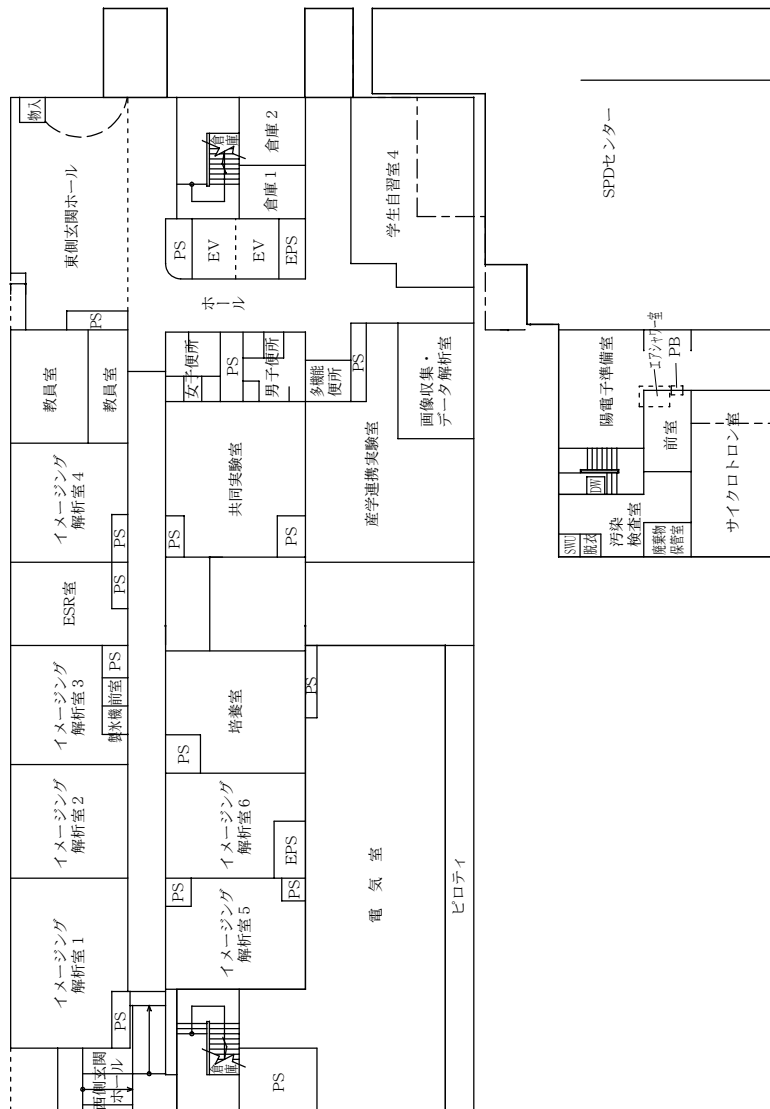 物入
東側玄関ホール
PS
教員室
教員室
イメージング
解析室4
PS
PS
ESR室
イメージング
解析室3
PS
前室
製氷機
イメージング
解析室2
イメージング
解析室1
PS
西側玄関
ホール
倉庫
倉庫2
倉庫1
PS
EV
EV
EPS
ホール
女子便所
PS
男子便所
多機能
便所
PS
共同実験室
PS
PS
培養室
PS
PS
イメージング
解析室6
EPS
イメージング
解析室5
PS
PS
倉庫
PS
学生自習室4
画像収集・
データ解析室
産学連携実験室
電気室
ピロティ
SPDセンター
陽電子準備室
エアシャワー室
PB
前室
DW
SWU
脱衣
汚染
検査室
廃棄物
保管室
サイクロトロン室